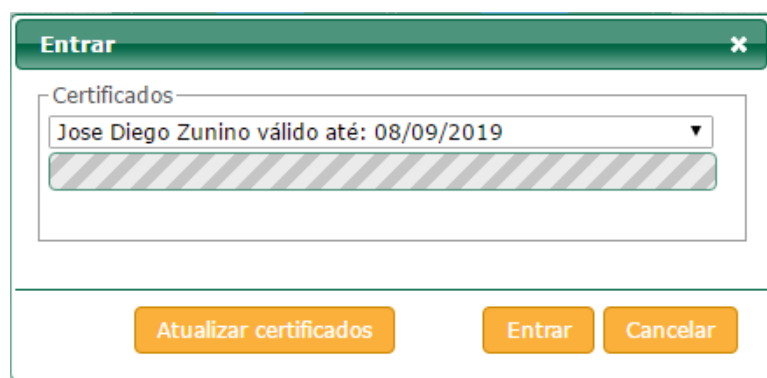 Entrar
Certificados
Jose Diego Zunino válido até: 08/09/2019
Atualizar certificados
Entrar
Cancelar